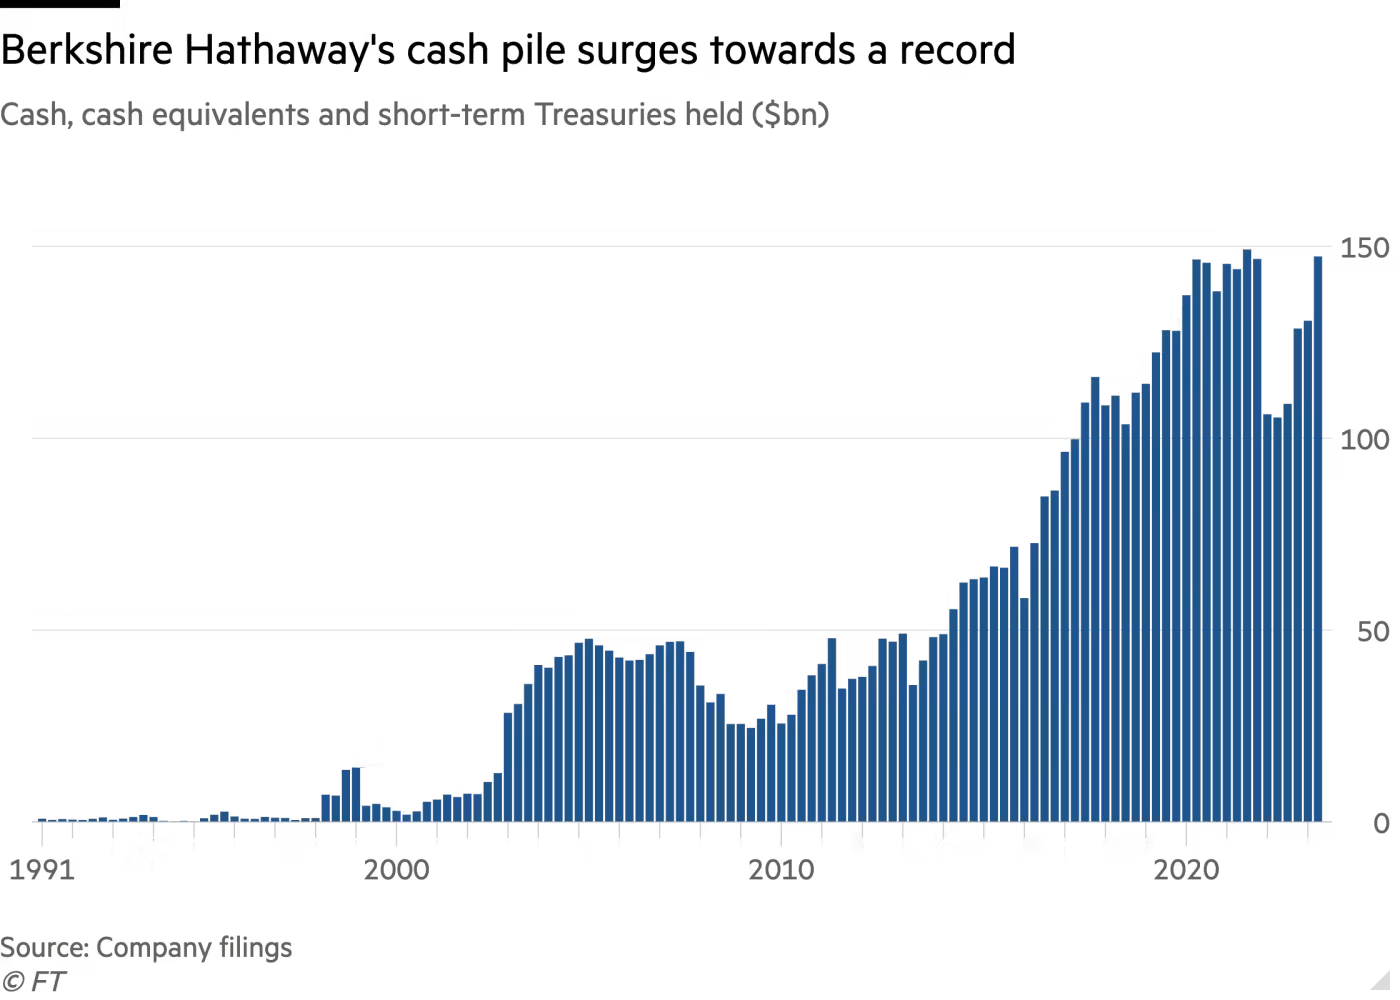 Berkshire Hathaway's cash pile surges towards a record
Cash, cash equivalents and short-term Treasuries held ($bn)
150
100
50
0
1991 2000 2010 2020
Source: Company filings
© FT